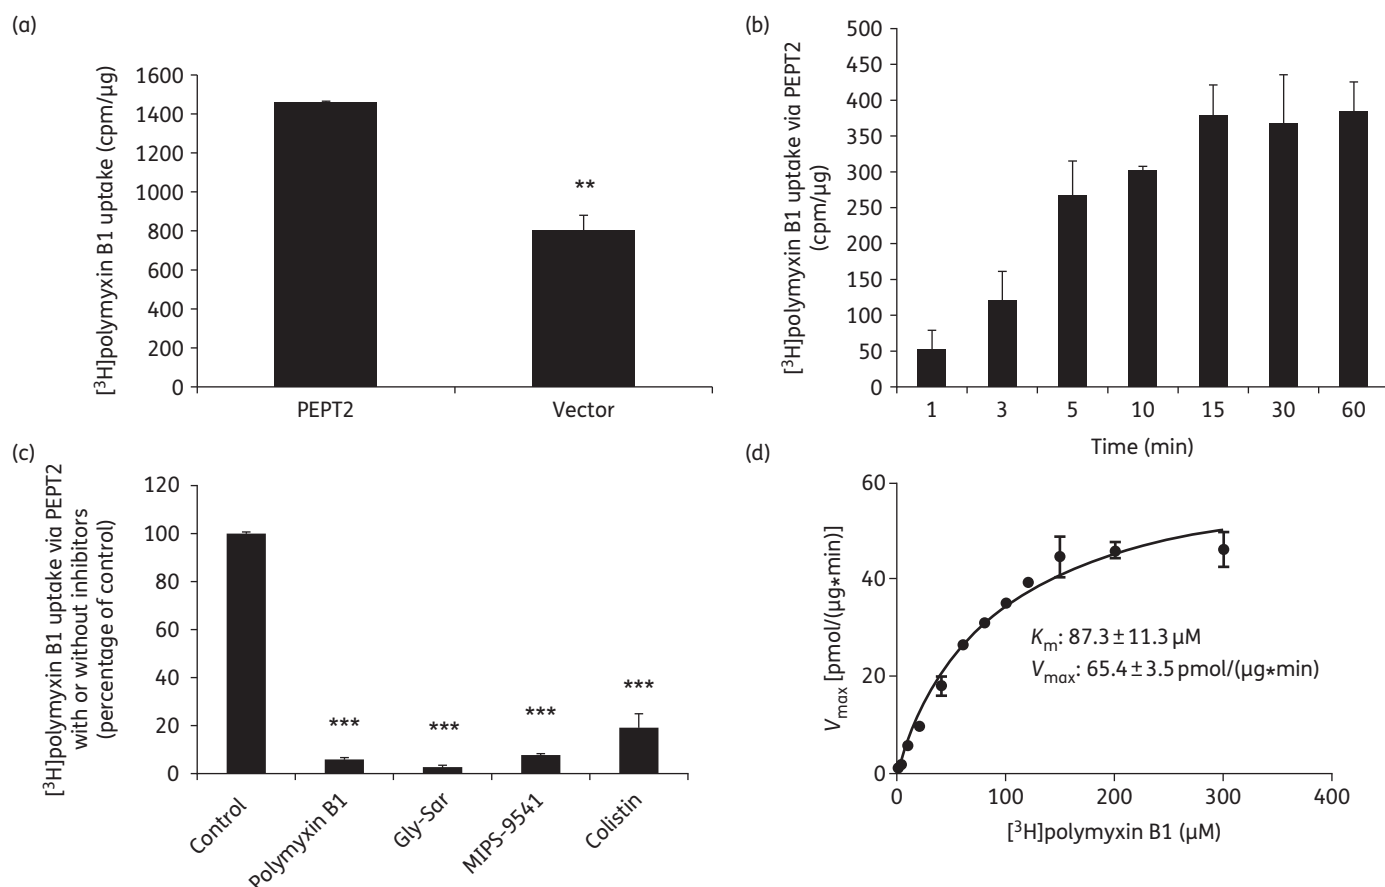 (a)
[³H]polymyxin B1 uptake (cpm/µg)
1600
1400
1200
1000
800
600
400
200
0
**
PEPT2
Vector
(b)
[³H]polymyxin B1 uptake via PEPT2
(cpm/µg)
500
450
400
350
300
250
200
150
100
50
0
1
3
5
10
15
30
60
Time (min)
(c)
[³H]polymyxin B1 uptake via PEPT2
with or without inhibitors
(percentage of control)
120
100
80
60
40
20
0
***
***
***
***
Control
Polymyxin B1
Gly-Sar
MIPS-9541
Colistin
(d)
Vmax [pmol/(µg*min)]
60
40
20
0
Km: 87.3 ± 11.3 µM
Vmax: 65.4 ± 3.5 pmol/(µg*min)
0
100
200
300
400
[³H]polymyxin B1 (µM)